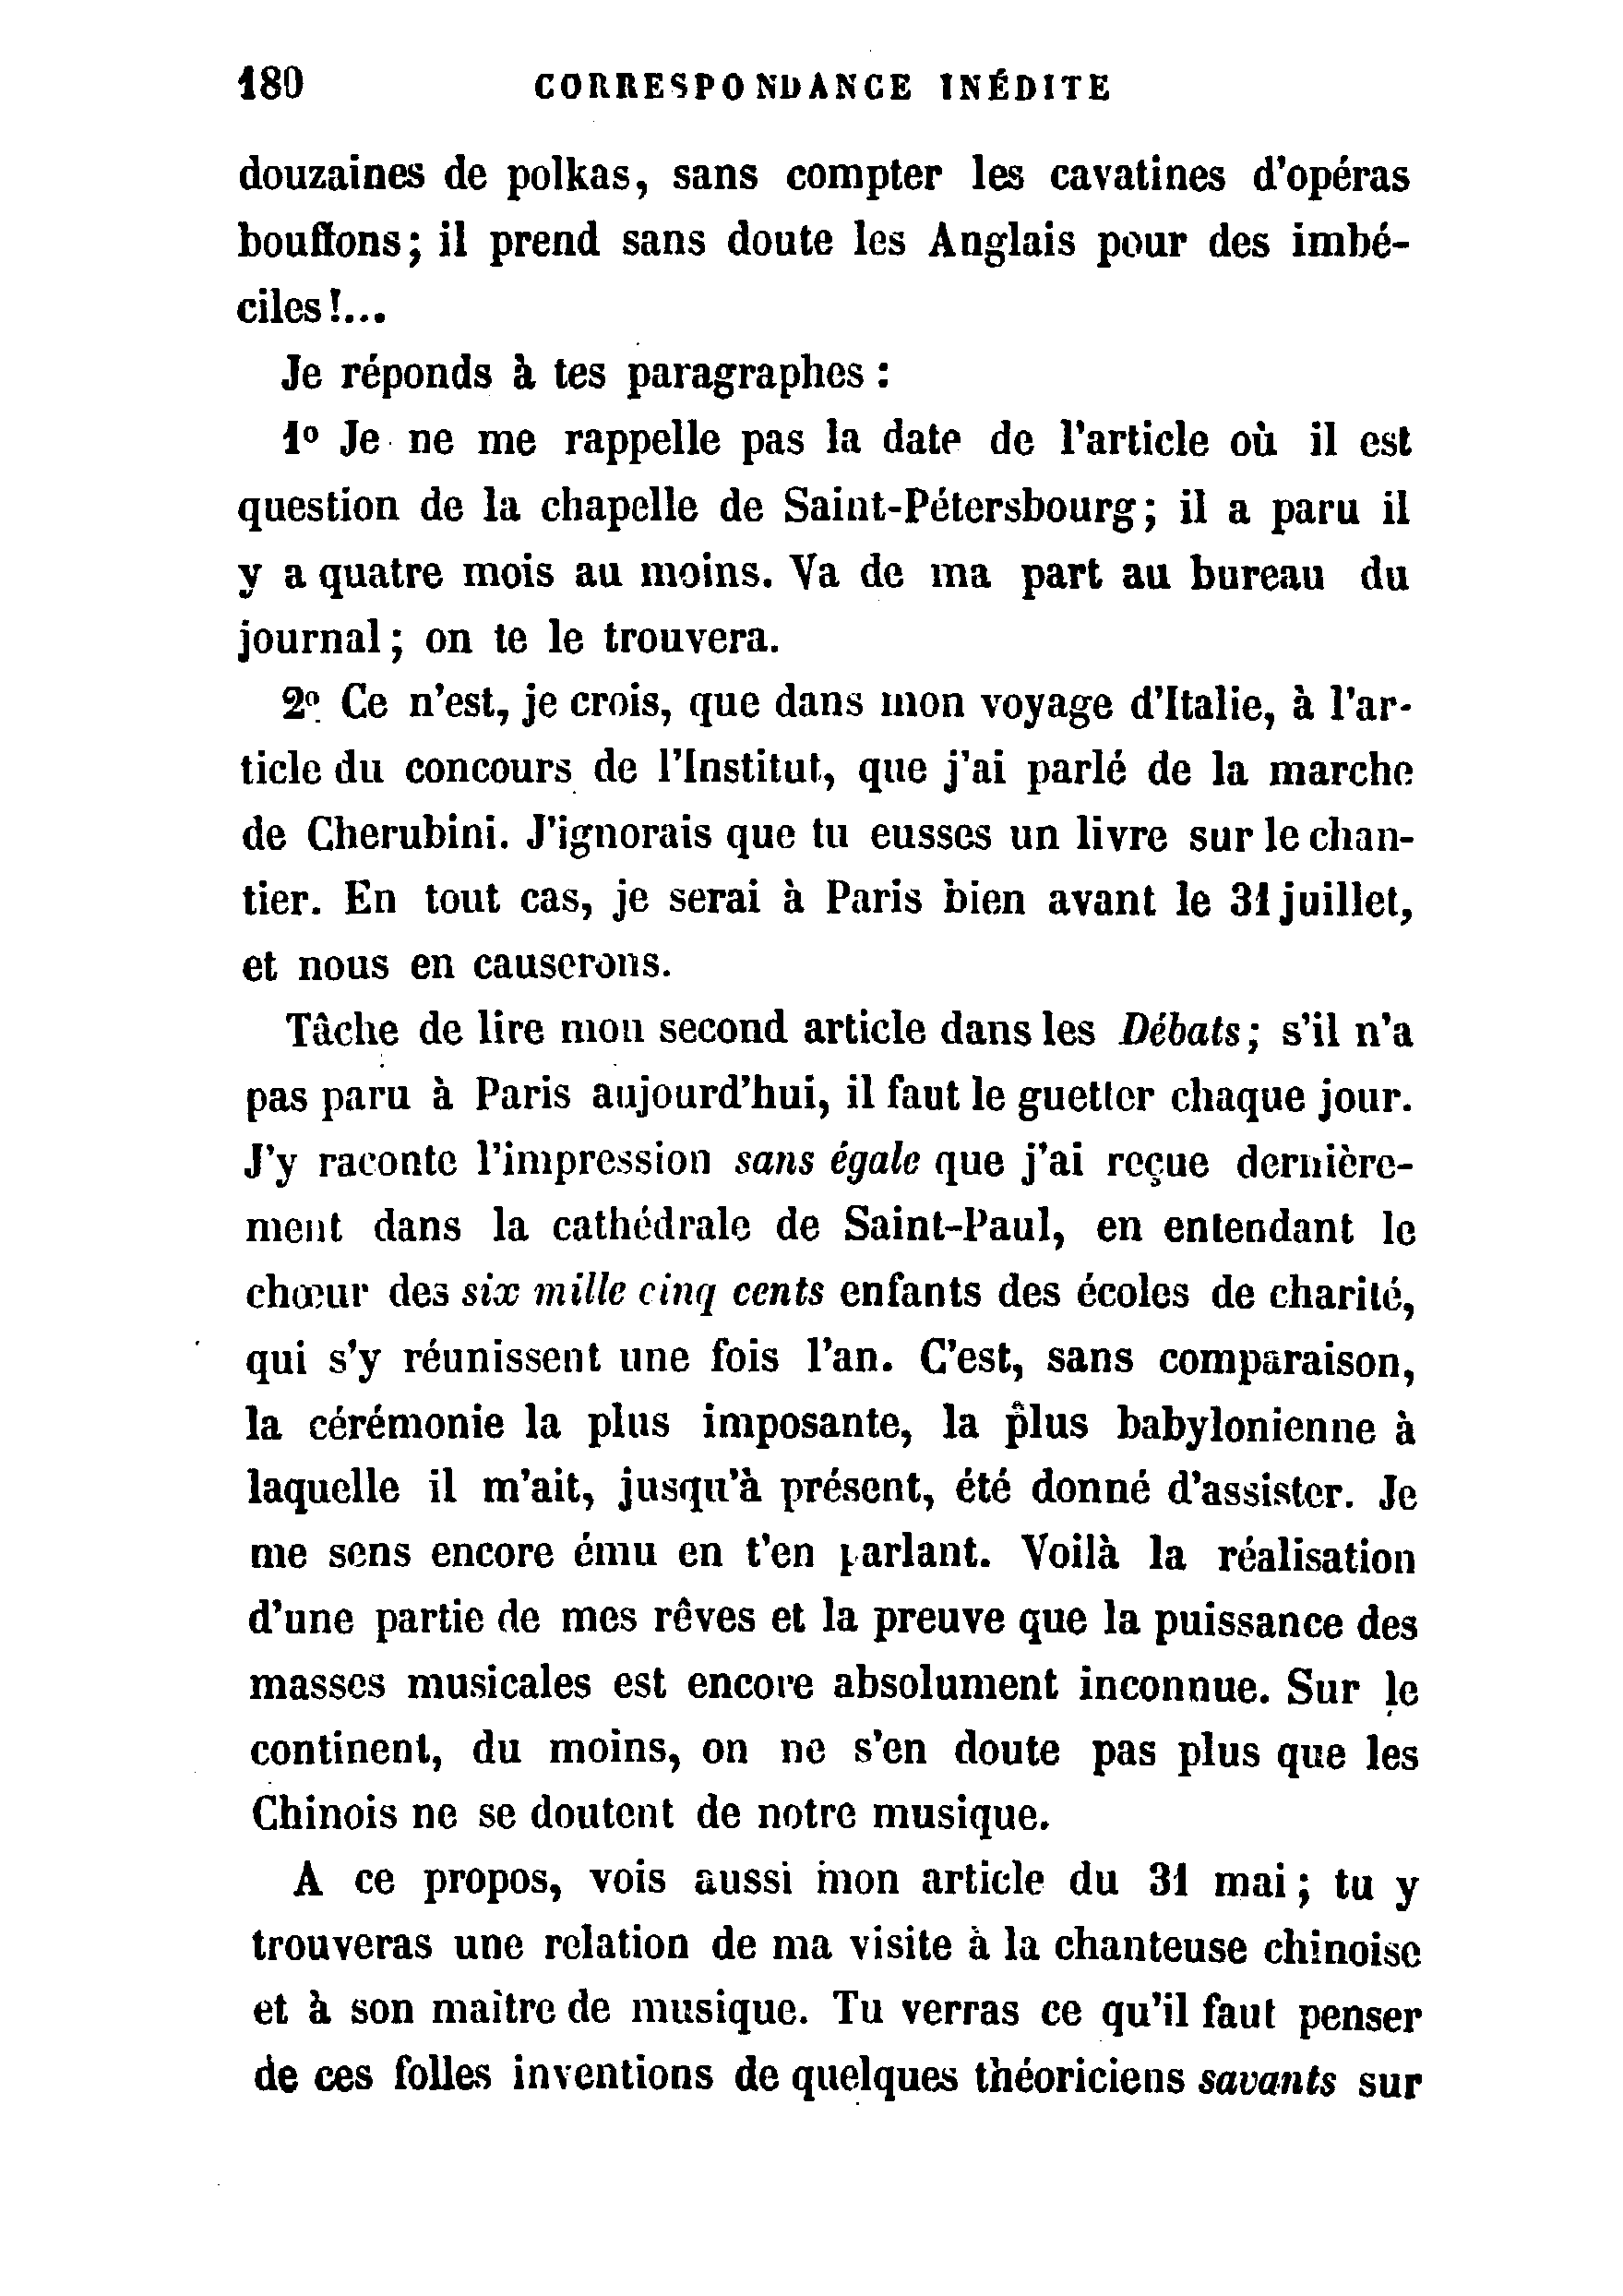 180 CORRESPONDANCE INÉDITE
douzaines de polkas, sans compter les cavatines d'opéras
bouffons; il prend sans doute les Anglais pour des imbé-
ciles!...
Je réponds à tes paragraphes :
1º Je ne me rappelle pas la date de l'article où il est
question de la chapelle de Saint-Pétersbourg; il a paru il
y a quatre mois au moins. Va de ma part au bureau du
journal; on te le trouvera.
2º Ce n'est, je crois, que dans mon voyage d'Italie, à l'ar-
ticle du concours de l'Institut, que j'ai parlé de la marche
de Cherubini. J'ignorais que tu eusses un livre sur le chan-
tier. En tout cas, je serai à Paris bien avant le 31 juillet,
et nous en causerons.
Tâche de lire mon second article dans les Débats; s'il n'a
pas paru à Paris aujourd'hui, il faut le guetter chaque jour.
J'y raconte l'impression sans égale que j'ai reçue dernière-
ment dans la cathédrale de Saint-Paul, en entendant le
chœur des six mille cinq cents enfants des écoles de charité,
qui s'y réunissent une fois l'an. C'est, sans comparaison,
la cérémonie la plus imposante, la plus babylonienne à
laquelle il m'ait, jusqu'à présent, été donné d'assister. Je
me sens encore ému en t'en parlant. Voilà la réalisation
d'une partie de mes rêves et la preuve que la puissance des
masses musicales est encore absolument inconnue. Sur le
continent, du moins, on ne s'en doute pas plus que les
Chinois ne se doutent de notre musique.
A ce propos, vois aussi mon article du 31 mai; tu y
trouveras une relation de ma visite à la chanteuse chinoise
et à son maître de musique. Tu verras ce qu'il faut penser
de ces folles inventions de quelques théoriciens savants sur